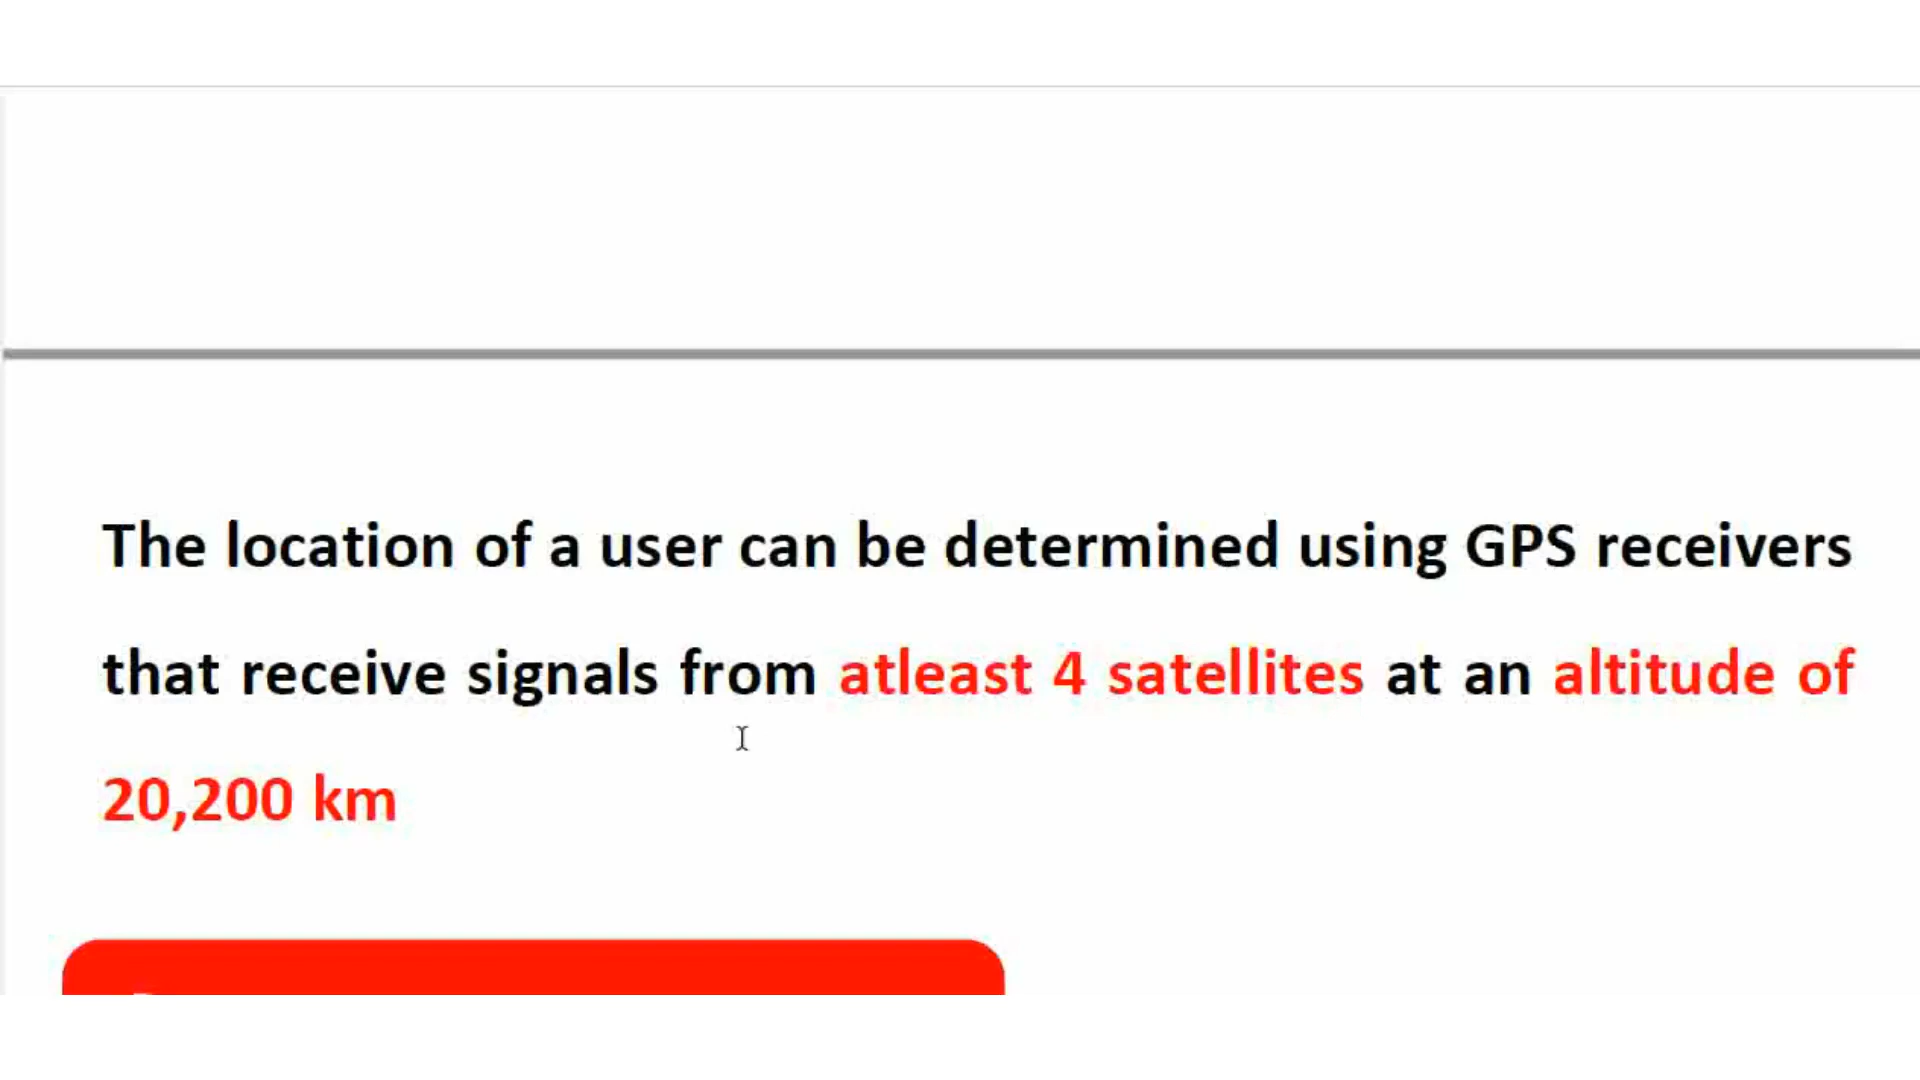 The location of a user can be determined using GPS receivers
that receive signals from atleast 4 satellites at an altitude of
20,200 km